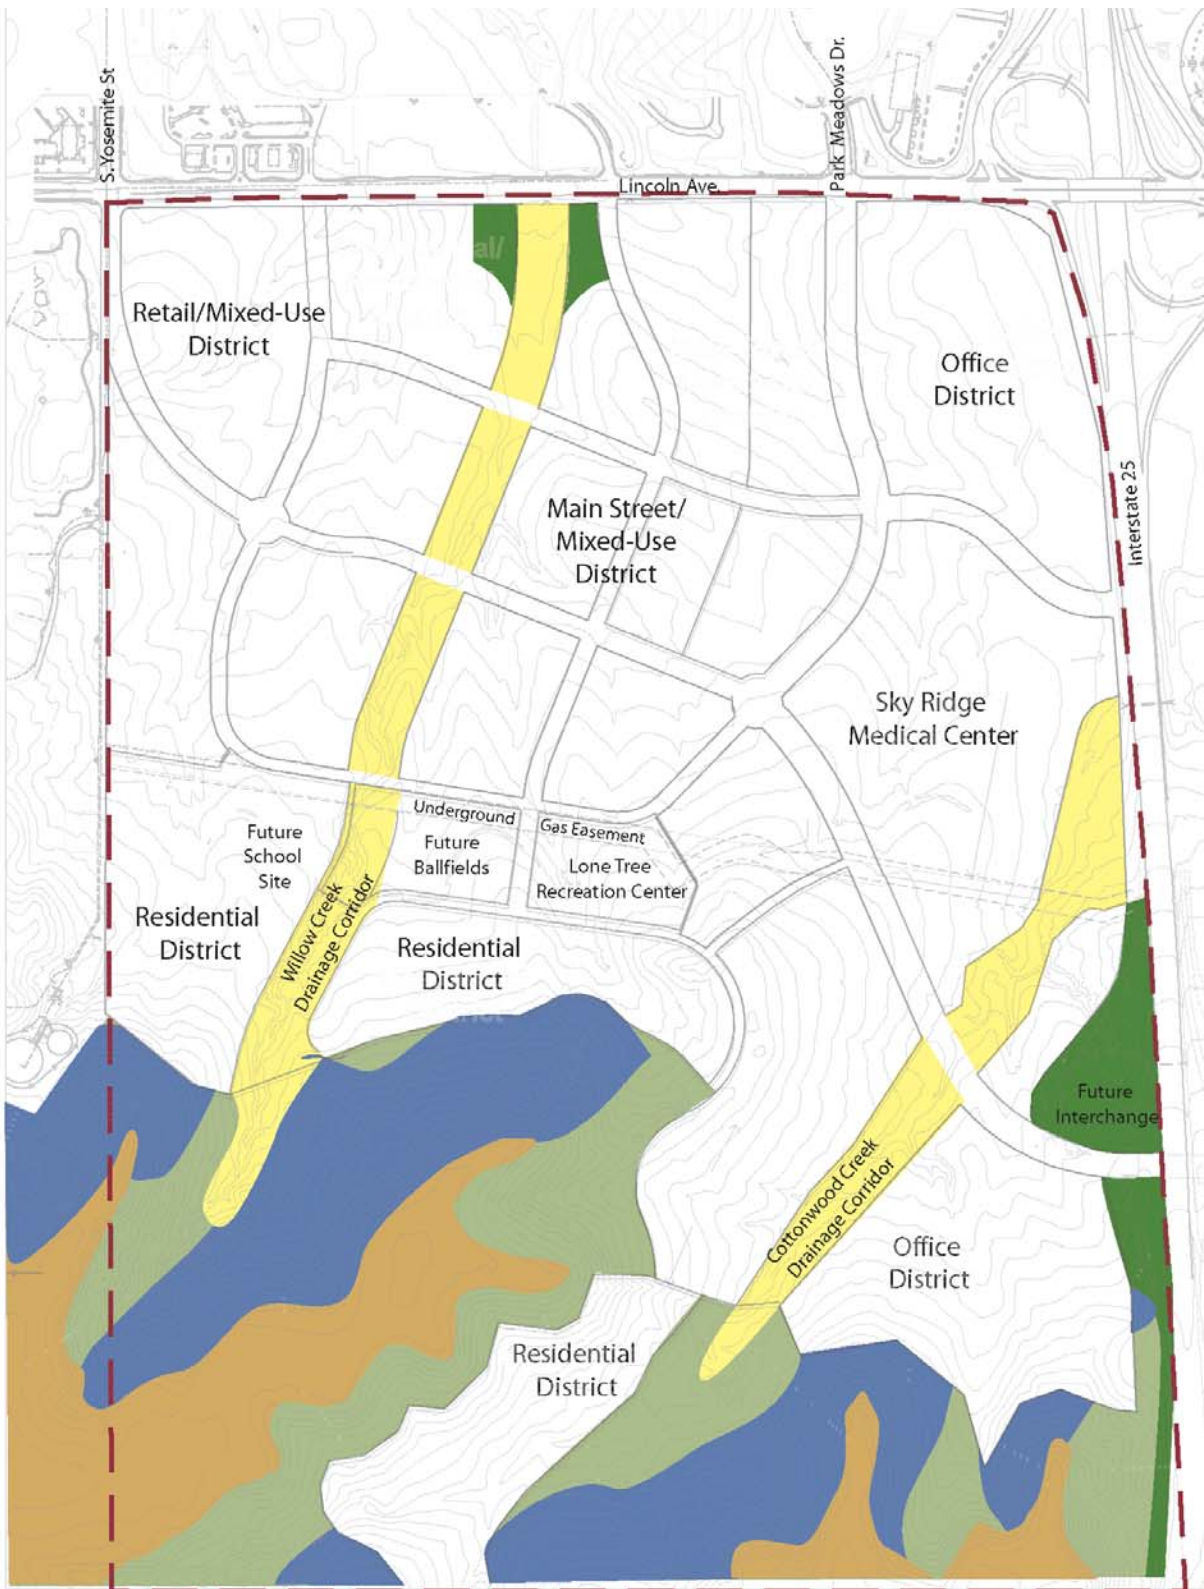 S. Yosemite St
Park Meadows Dr.
Lincoln Ave.
al/
Retail/Mixed-Use
District
Office
District
Interstate 25
Main Street/
Mixed-Use
District
Sky Ridge
Medical Center
Underground
Gas Easement
Future
School
Site
Future
Ballfields
Lone Tree
Recreation Center
Residential
District
Willow Creek
Drainage Corridor
Residential
District
Future
Interchange
Cottonwood Creek
Drainage Corridor
Office
District
Residential
District